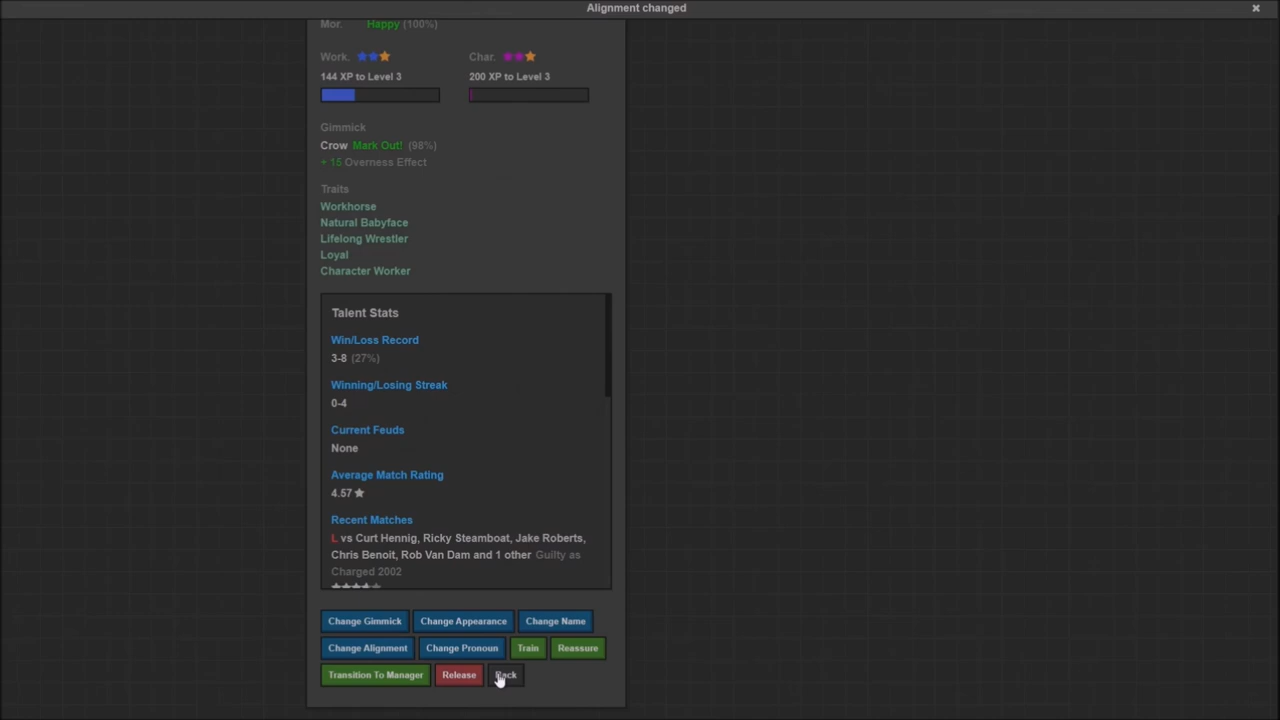 Alignment changed
Mor. Happy (100%)
Work. Char.
144 XP to Level 3 200 XP to Level 3
Gimmick
Crow Mark Out! (98%)
+ 15 Overness Effect
Traits
Workhorse
Natural Babyface
Lifelong Wrestler
Loyal
Character Worker
Talent Stats
Win/Loss Record
3-8 (27%)
Winning/Losing Streak
0-4
Current Feuds
None
Average Match Rating
4.57★
Recent Matches
L vs Curt Hennig, Ricky Steamboat, Jake Roberts,
Chris Benoit, Rob Van Dam and 1 other Guilty as
Charged 2002
Change Gimmick Change Appearance Change Name
Change Alignment Change Pronoun Train Reassure
Transition To Manager Release Back